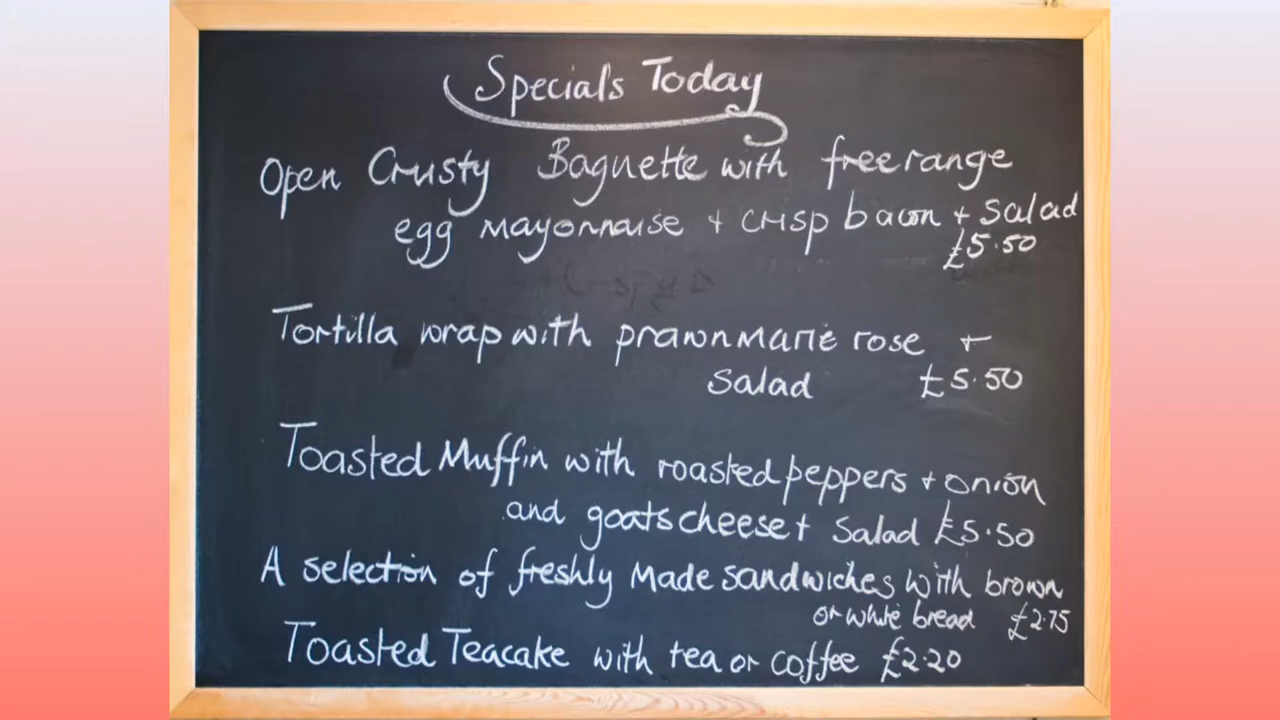 Specials Today
Open Crusty Baguette with free range
egg mayonnaise + crisp bacon + salad
£5.50
Tortilla wrap with prawn marie rose +
Salad £5.50
Toasted Muffin with roasted peppers + onion
and goats cheese + salad £5.50
A selection of freshly Made sandwiches with brown
or white bread £2.75
Toasted Teacake with tea or coffee £2.20